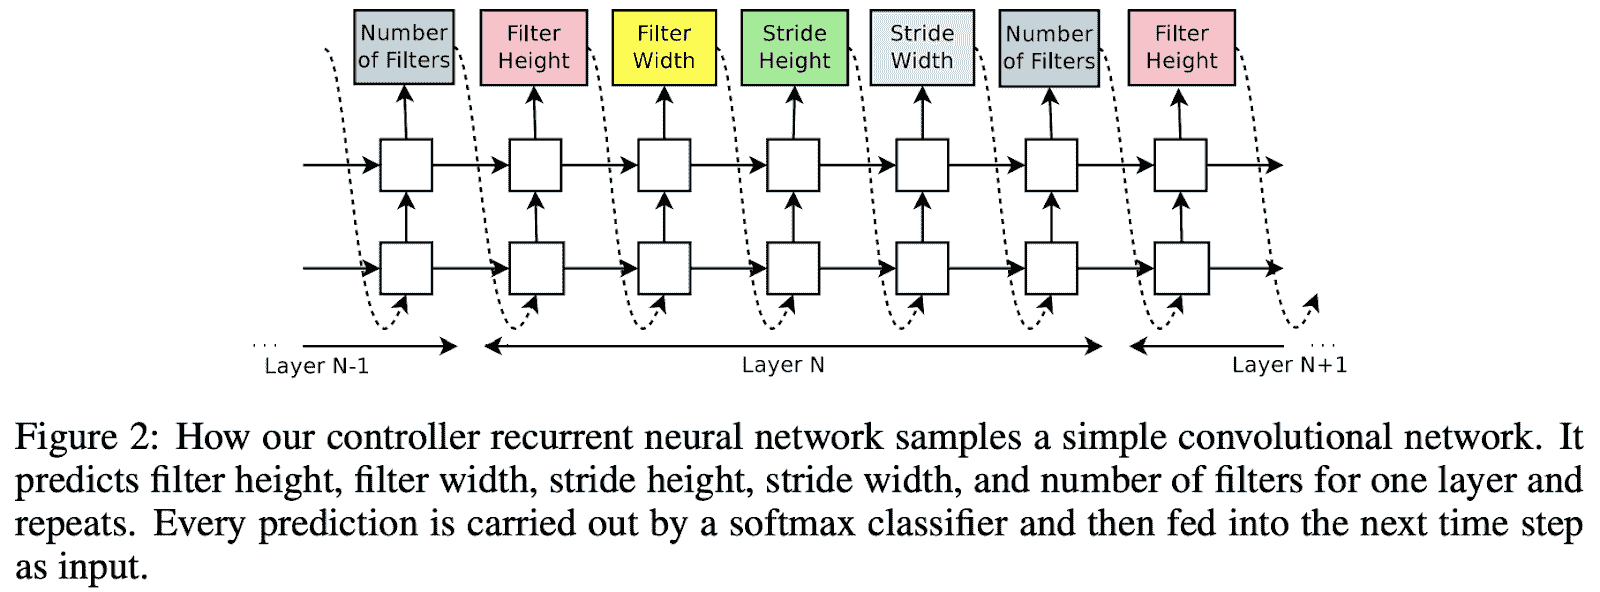 Number of Filters
Filter Height
Filter Width
Stride Height
Stride Width
Number of Filters
Filter Height
... Layer N-1
Layer N
Layer N+1 ...
Figure 2: How our controller recurrent neural network samples a simple convolutional network. It
predicts filter height, filter width, stride height, stride width, and number of filters for one layer and
repeats. Every prediction is carried out by a softmax classifier and then fed into the next time step
as input.